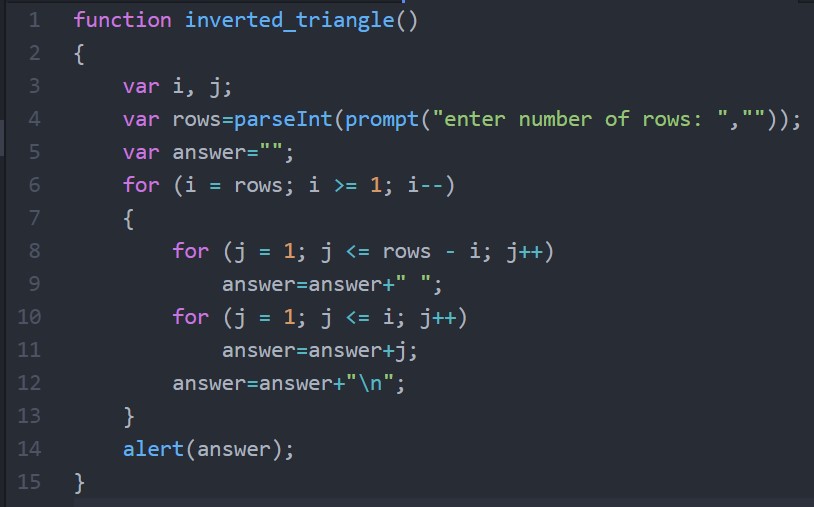 1 function inverted_triangle()
2 {
3     var i, j;
4     var rows=parseInt(prompt("enter number of rows: ",""));
5     var answer="";
6     for (i = rows; i >= 1; i--)
7     {
8         for (j = 1; j <= rows - i; j++)
9             answer=answer+" ";
10         for (j = 1; j <= i; j++)
11             answer=answer+j;
12         answer=answer+"\n";
13     }
14     alert(answer);
15 }